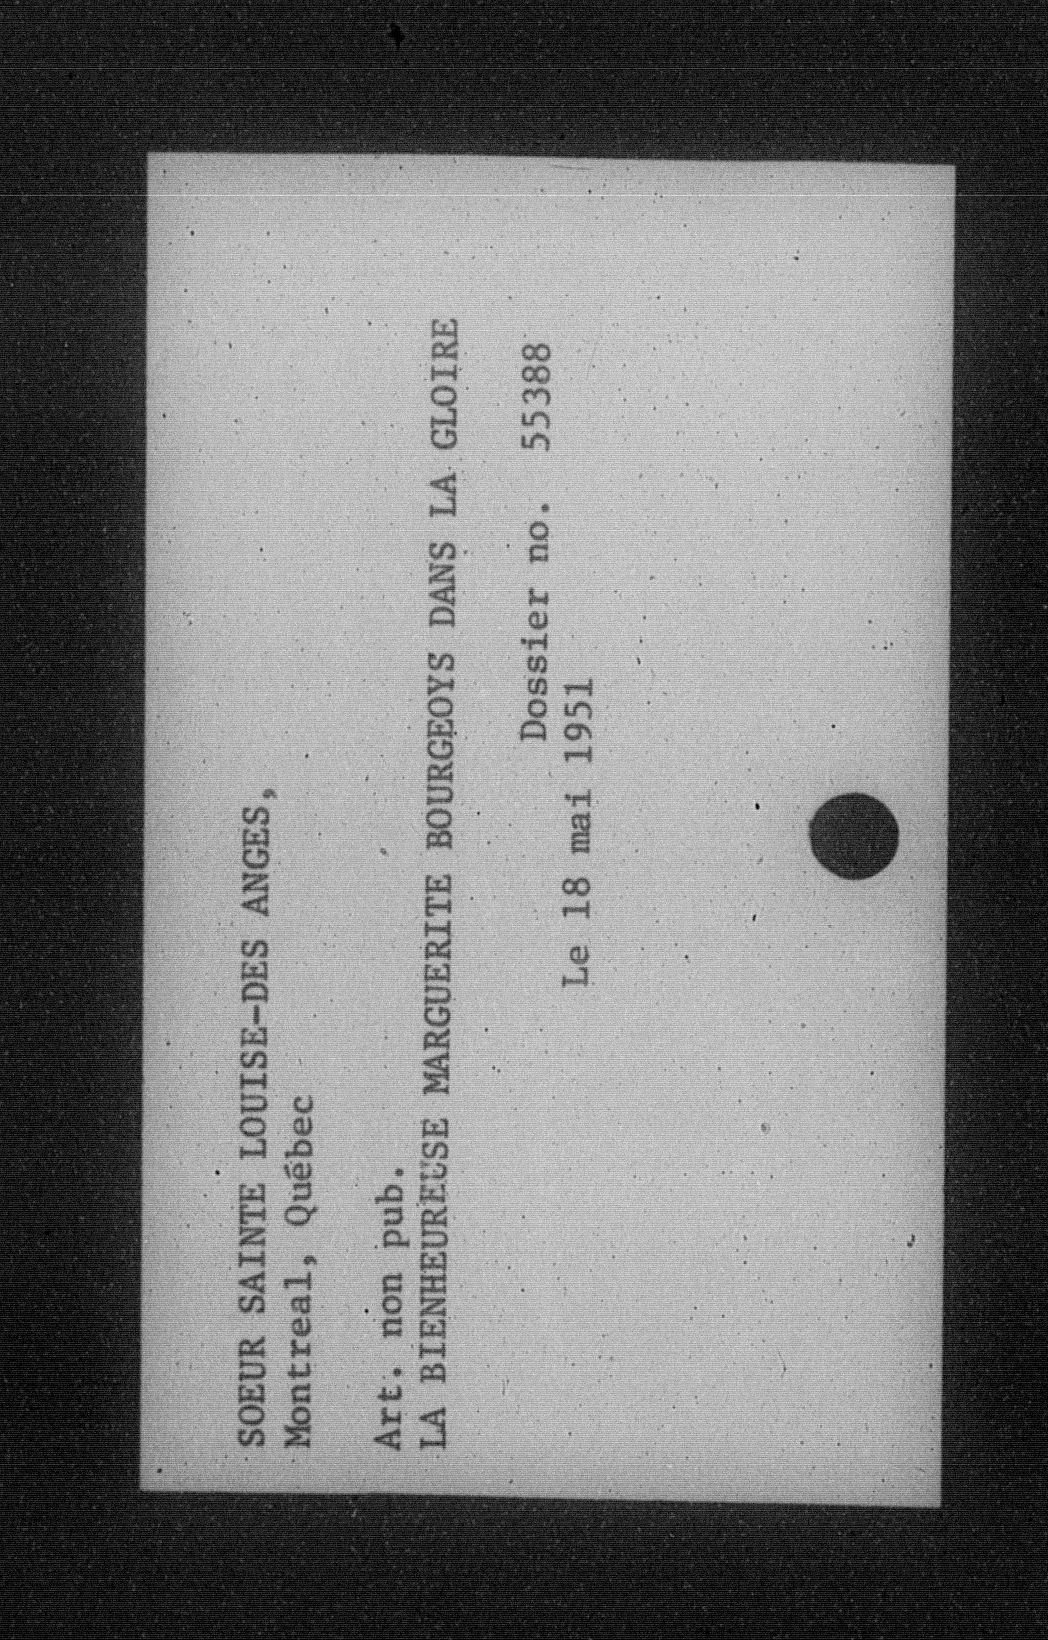 SOEUR SAINTE LOUISE-DES ANGES,
Montreal, Québec
Art. non pub.
LA BIENHEUREUSE MARGUERITE BOURGEOYS DANS LA GLOIRE
Dossier no. 55388
Le 18 mai 1951